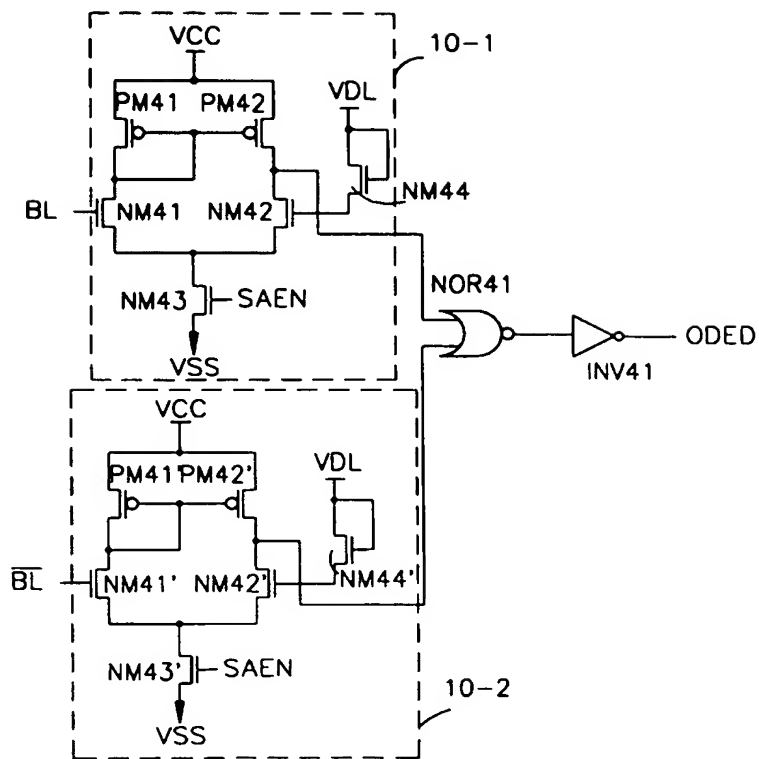 VCC
10-1
PM41 PM42
VDL
NM44
BL
NM41 NM42
NM43
SAEN
VSS
NOR41
INV41
ODED
VCC
PM41' PM42'
VDL
NM44'
B̅L̅
NM41' NM42'
NM43'
SAEN
VSS
10-2